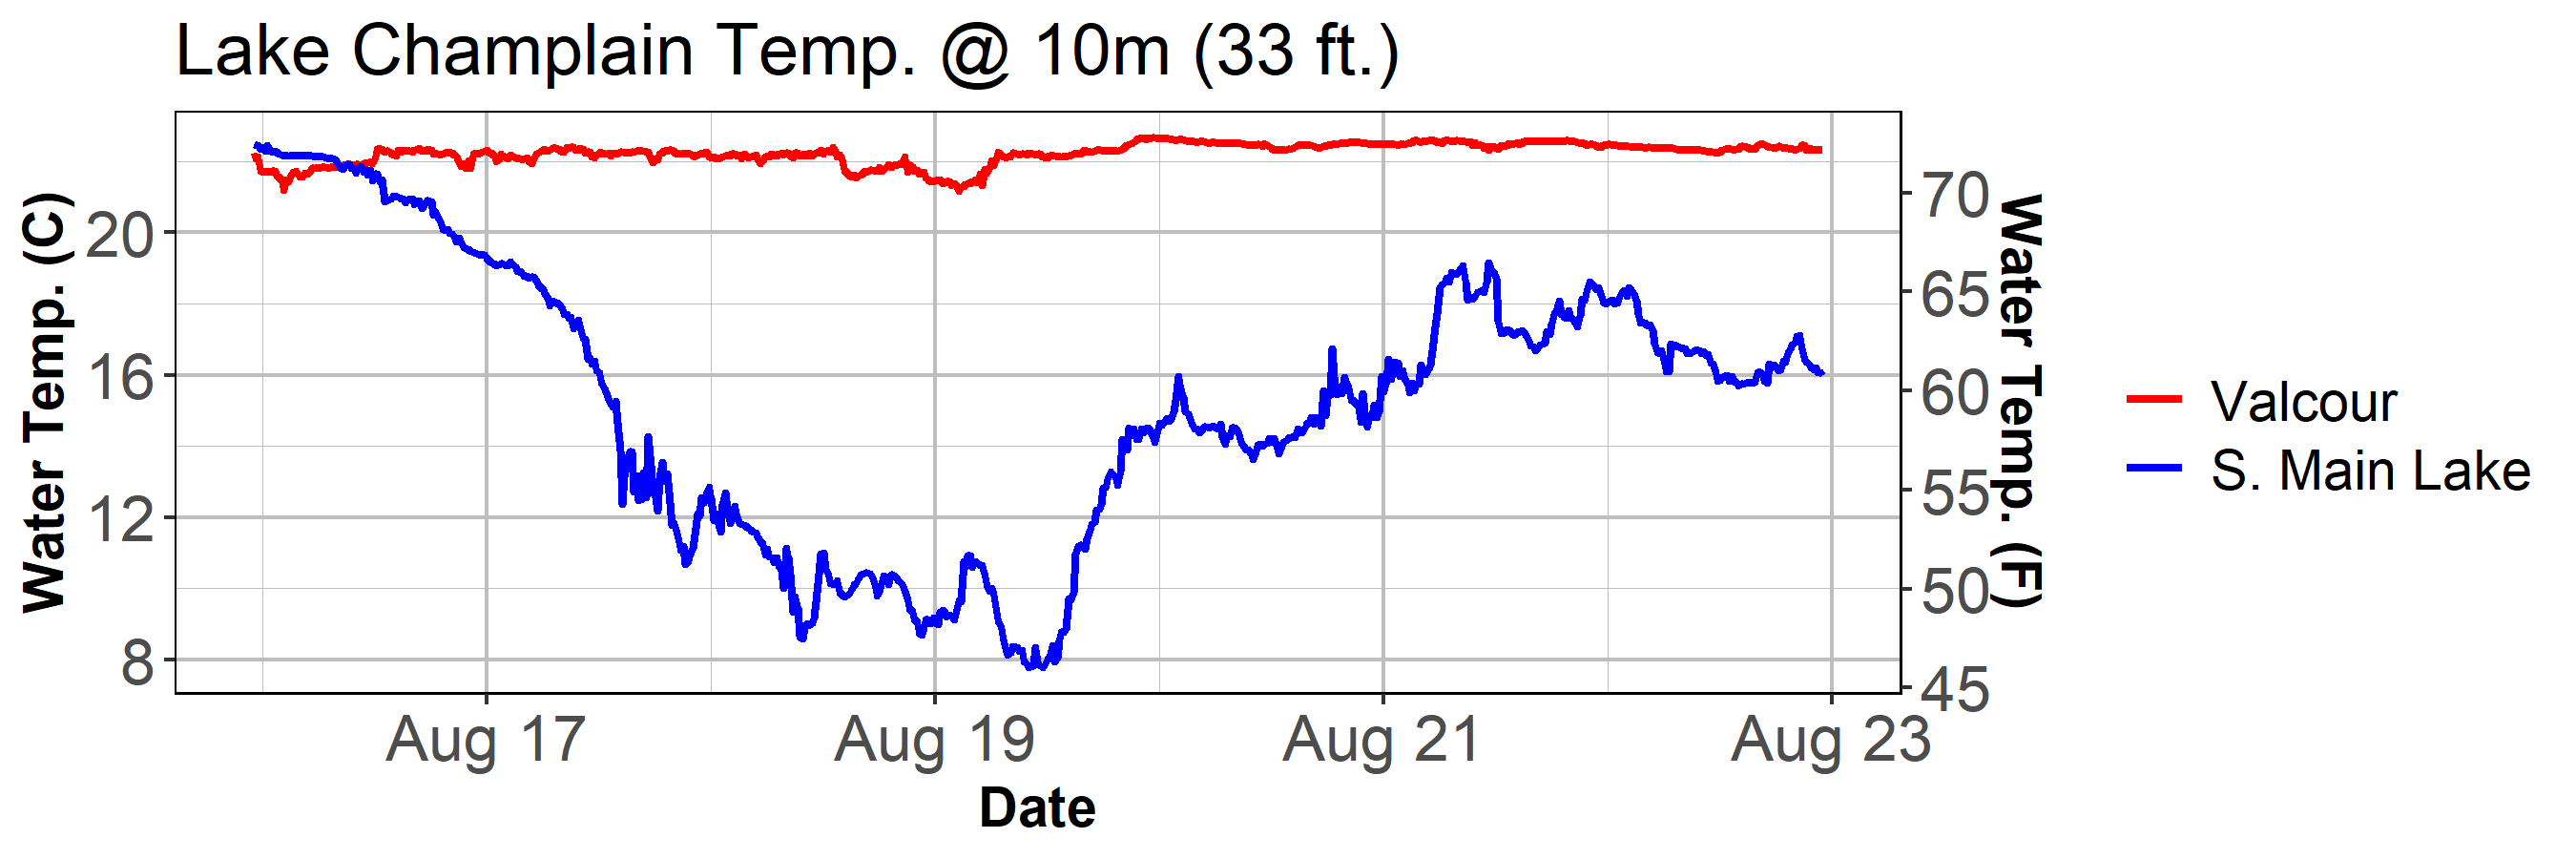 Lake Champlain Temp. @ 10m (33 ft.)
Water Temp. (C)
20
16
12
8
70
65
60
55
50
45
Water Temp. (F)
Aug 17
Aug 19
Aug 21
Aug 23
Date
Valcour
S. Main Lake